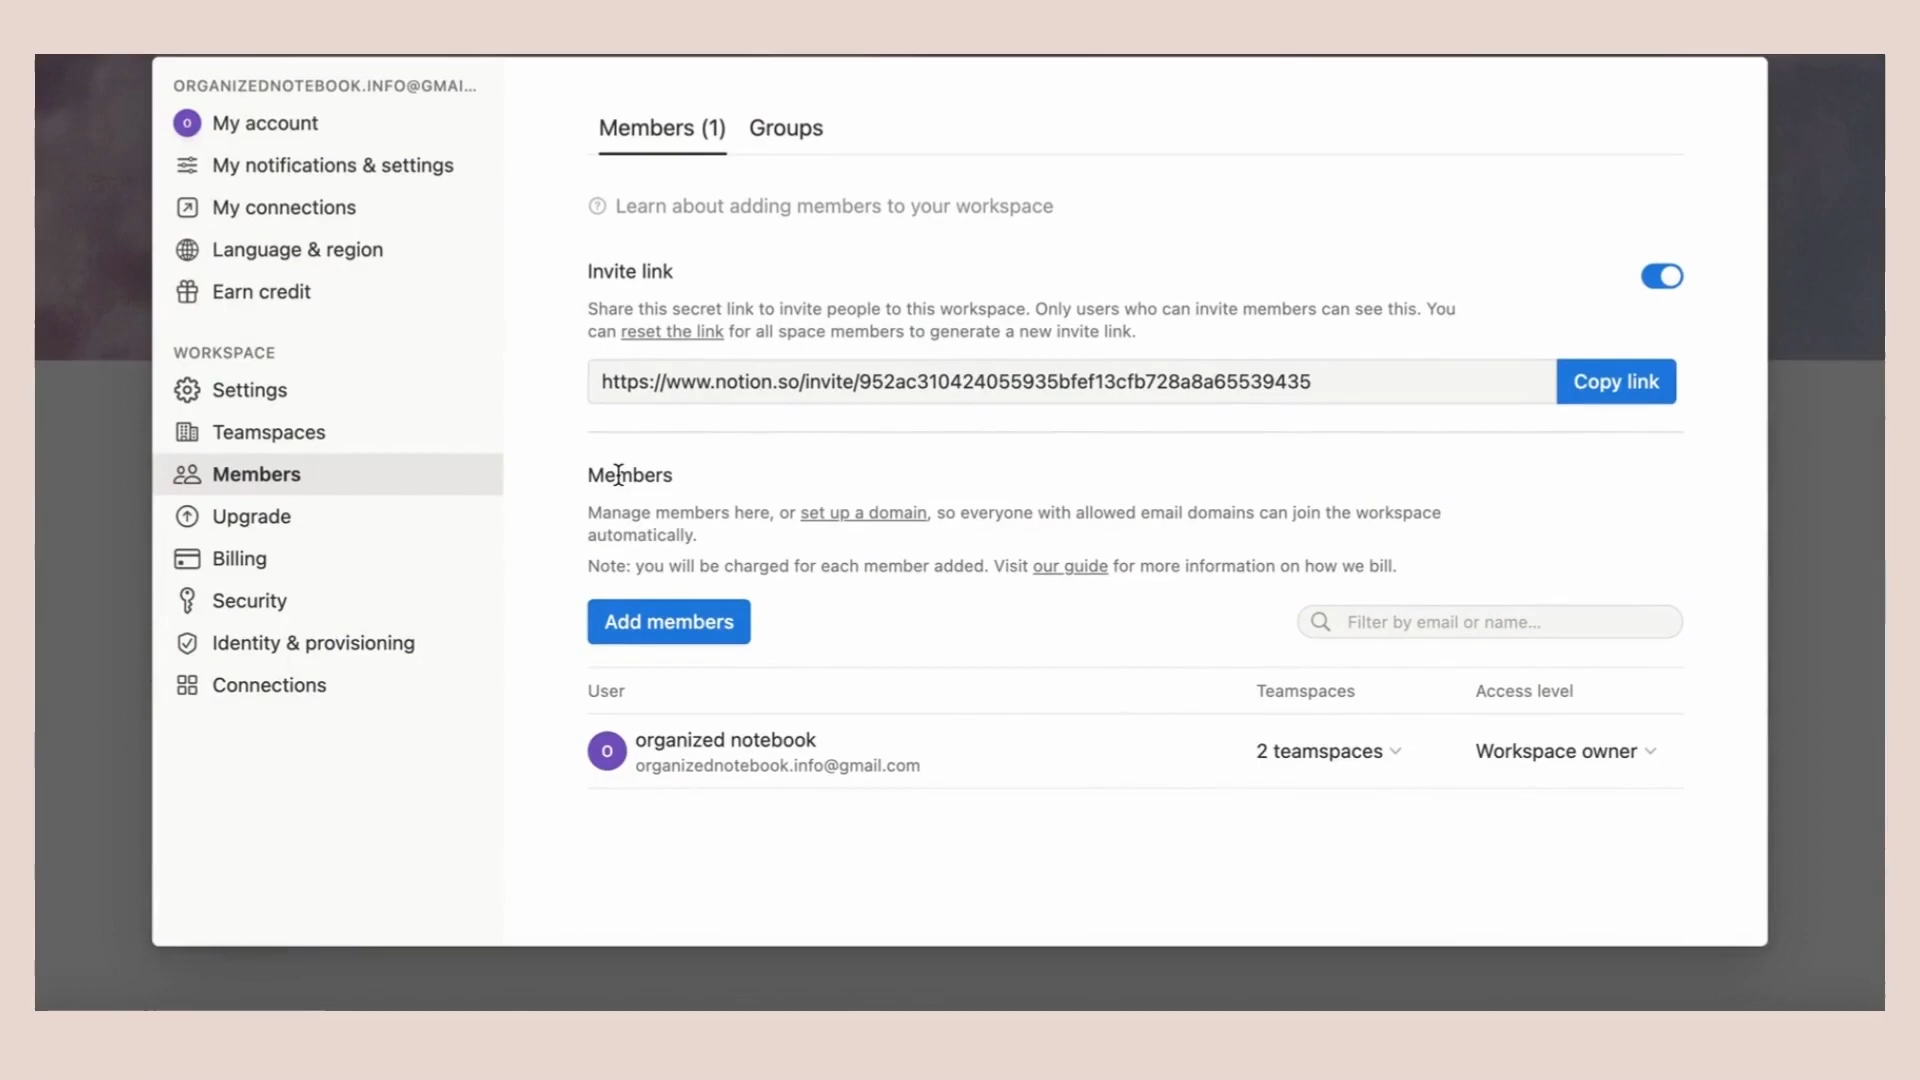 ORGANIZEDNOTEBOOK.INFO@GMAI...
O
My account
My notifications & settings
My connections
Language & region
Earn credit
WORKSPACE
Settings
Teamspaces
Members
Upgrade
Billing
Security
Identity & provisioning
Connections
Members (1) Groups
Learn about adding members to your workspace
Invite link
Share this secret link to invite people to this workspace. Only users who can invite members can see this. You
can reset the link for all space members to generate a new invite link.
https://www.notion.so/invite/952ac310424055935bfef13cfb728a8a65539435 Copy link
Members
Manage members here, or set up a domain, so everyone with allowed email domains can join the workspace
automatically.
Note: you will be charged for each member added. Visit our guide for more information on how we bill.
Add members Filter by email or name...
User Teamspaces Access level
O
organized notebook
organizednotebook.info@gmail.com
2 teamspaces Workspace owner